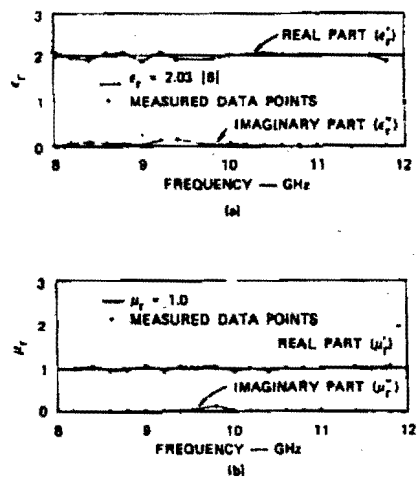 3
REAL PART (ϵ′r)
2
ϵr = 2.03 [8]
ϵr
MEASURED DATA POINTS
1
IMAGINARY PART (ϵ″r)
0
8 9 10 11 12
FREQUENCY — GHz
(a)
3
μr = 1.0
MEASURED DATA POINTS
2
REAL PART (μ′r)
μr
1
IMAGINARY PART (μ″r)
0
8 9 10 11 12
FREQUENCY — GHz
(b)